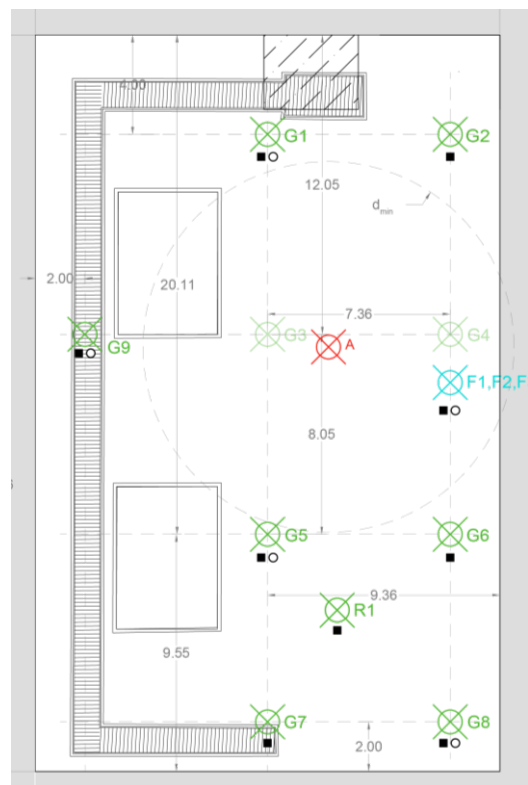 4.00
G1
G2
12.05
d min
2.00
20.11
7.36
G9
G3
A
G4
F1,F2,F
8.05
G5
G6
9.36
R1
9.55
G7
2.00
G8